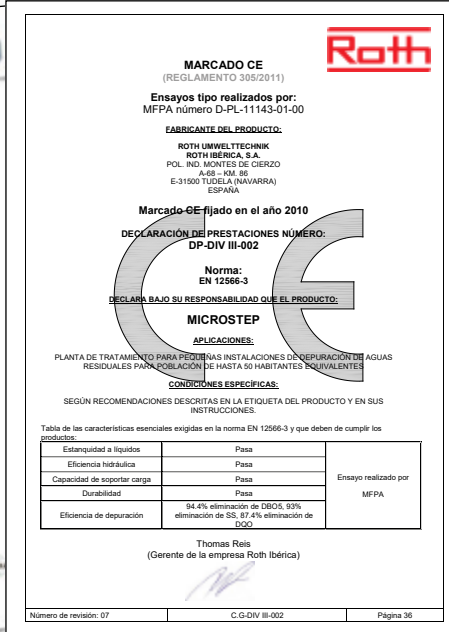 Roth
MARCADO CE
(REGLAMENTO 305/2011)
Ensayos tipo realizados por:
MFPA número D-PL-11143-01-00
FABRICANTE DEL PRODUCTO:
ROTH UMWELTTECHNIK
ROTH IBÉRICA, S.A.
POL. IND. MONTES DE CIERZO
A-68 – KM. 86
E-31500 TUDELA (NAVARRA)
ESPAÑA
Marcado CE fijado en el año 2010
DECLARACIÓN DE PRESTACIONES NÚMERO:
DP-DIV III-002
Norma:
EN 12566-3
DECLARA BAJO SU RESPONSABILIDAD QUE EL PRODUCTO:
MICROSTEP
APLICACIONES:
PLANTA DE TRATAMIENTO PARA PEQUEÑAS INSTALACIONES DE DEPURACIÓN DE AGUAS
RESIDUALES PARA POBLACIÓN DE HASTA 50 HABITANTES EQUIVALENTES
CONDICIONES ESPECÍFICAS:
SEGÚN RECOMENDACIONES DESCRITAS EN LA ETIQUETA DEL PRODUCTO Y EN SUS
INSTRUCCIONES.
Tabla de las características esenciales exigidas en la norma EN 12566-3 y que deben de cumplir los
productos:
Estanquidad a líquidos Pasa
Eficiencia hidráulica Pasa
Capacidad de soportar carga Pasa
Durabilidad Pasa
Eficiencia de depuración 94.4% eliminación de DBO5, 93%
eliminación de SS, 87.4% eliminación de
DQO
Ensayo realizado por
MFPA
Thomas Reis
(Gerente de la empresa Roth Ibérica)
Número de revisión: 07 C.G-DIV III-002 Página 36